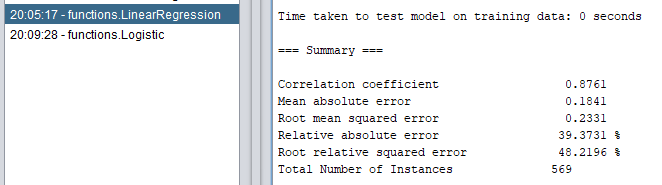 20:05:17 - functions.LinearRegression
20:09:28 - functions.Logistic
Time taken to test model on training data: 0 seconds
=== Summary ===
Correlation coefficient 0.8761
Mean absolute error 0.1841
Root mean squared error 0.2331
Relative absolute error 39.3731 %
Root relative squared error 48.2196 %
Total Number of Instances 569